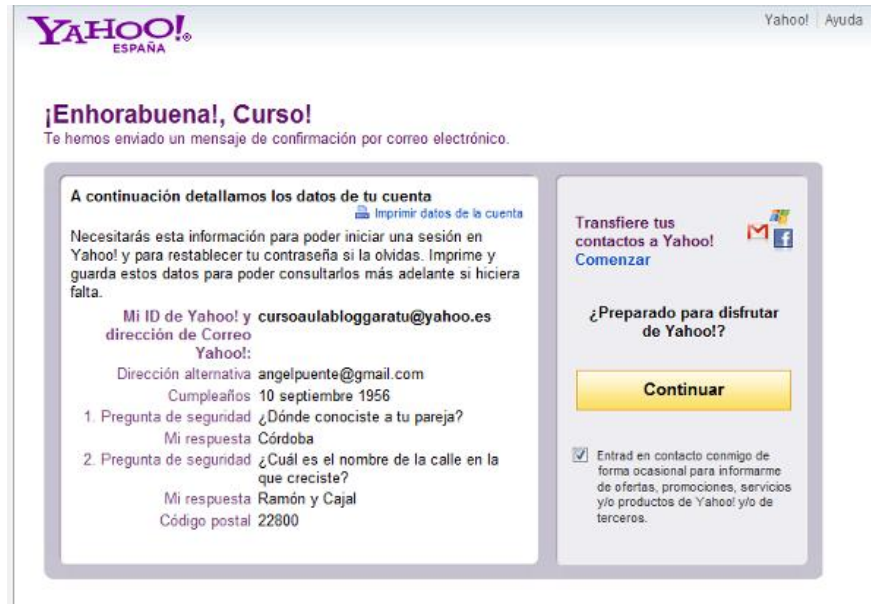 YAHOO!
ESPAÑA
Yahoo! Ayuda
¡Enhorabuena!, Curso!
Te hemos enviado un mensaje de confirmación por correo electrónico.
A continuación detallamos los datos de tu cuenta
Imprimir datos de la cuenta
Necesitarás esta información para poder iniciar una sesión en
Yahoo! y para restablecer tu contraseña si la olvidas. Imprime y
guarda estos datos para poder consultarlos más adelante si hiciera
falta.
Mi ID de Yahoo! y cursoaulabloggaratu@yahoo.es
dirección de Correo
Yahoo!:
Dirección alternativa angelpuente@gmail.com
Cumpleaños 10 septiembre 1956
1. Pregunta de seguridad ¿Dónde conociste a tu pareja?
Mi respuesta Córdoba
2. Pregunta de seguridad ¿Cuál es el nombre de la calle en la
que creciste?
Mi respuesta Ramón y Cajal
Código postal 22800
Transfiere tus
contactos a Yahoo!
Comenzar
¿Preparado para disfrutar
de Yahoo!?
Continuar
Entrad en contacto conmigo de
forma ocasional para informarme
de ofertas, promociones, servicios
y/o productos de Yahoo! y/o de
terceros.